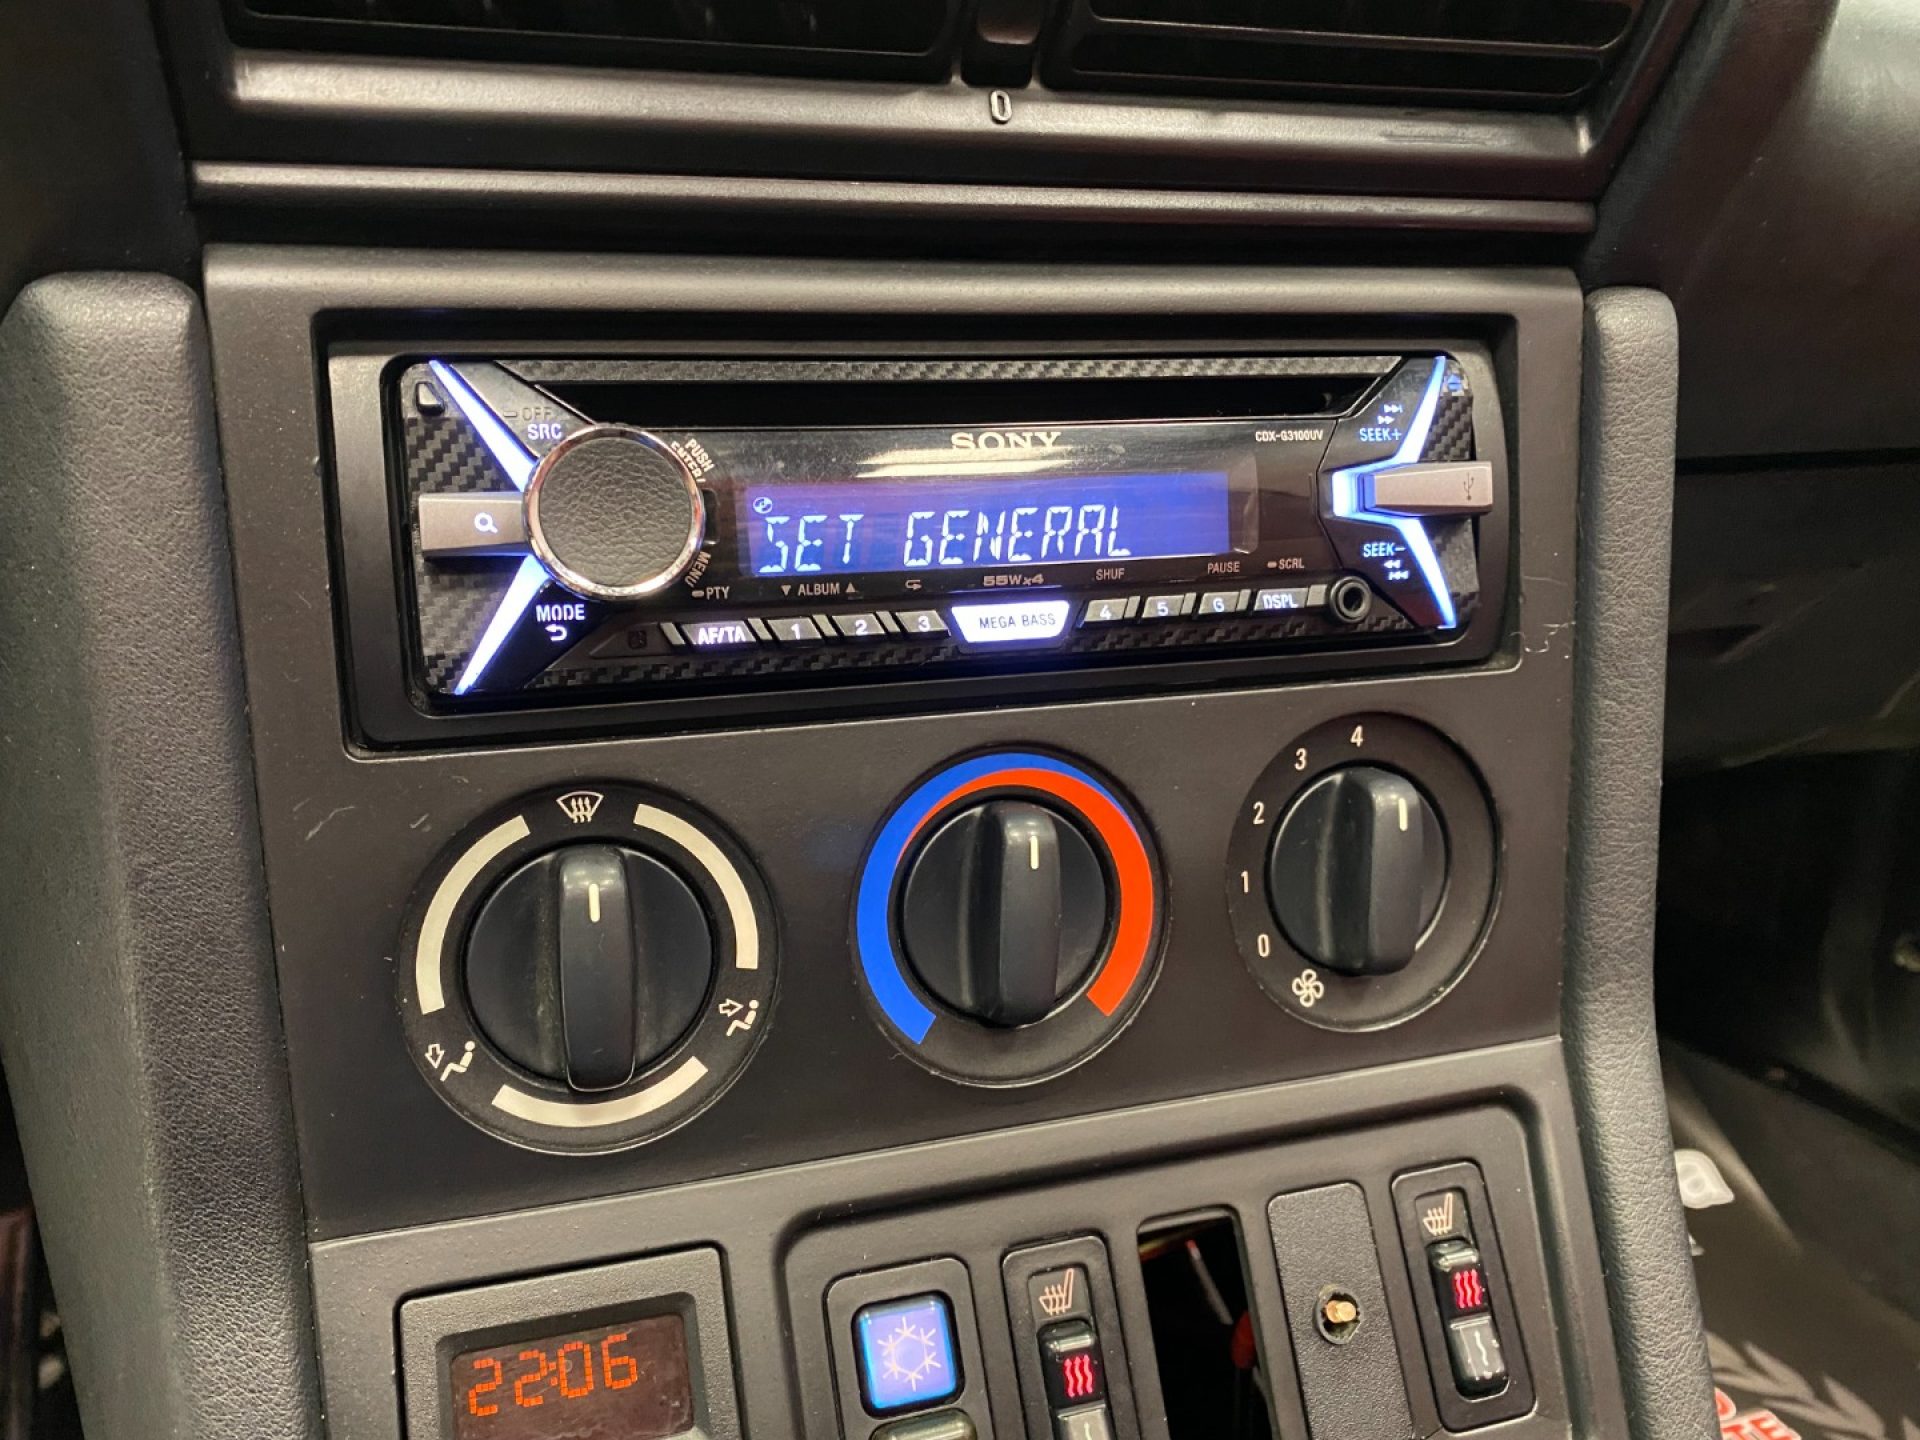 0
OFF
SRC
PUSH
ENTER
SONY
CDX-G3100UV
SEEK+
SET GENERAL
MENU
SEEK-
MODE
PTY
ALBUM
55W×4
SHUF
PAUSE
SCRL
AF/TA
1
2
3
MEGA BASS
4
5
6
DSPL
4
3
2
1
0
22:06